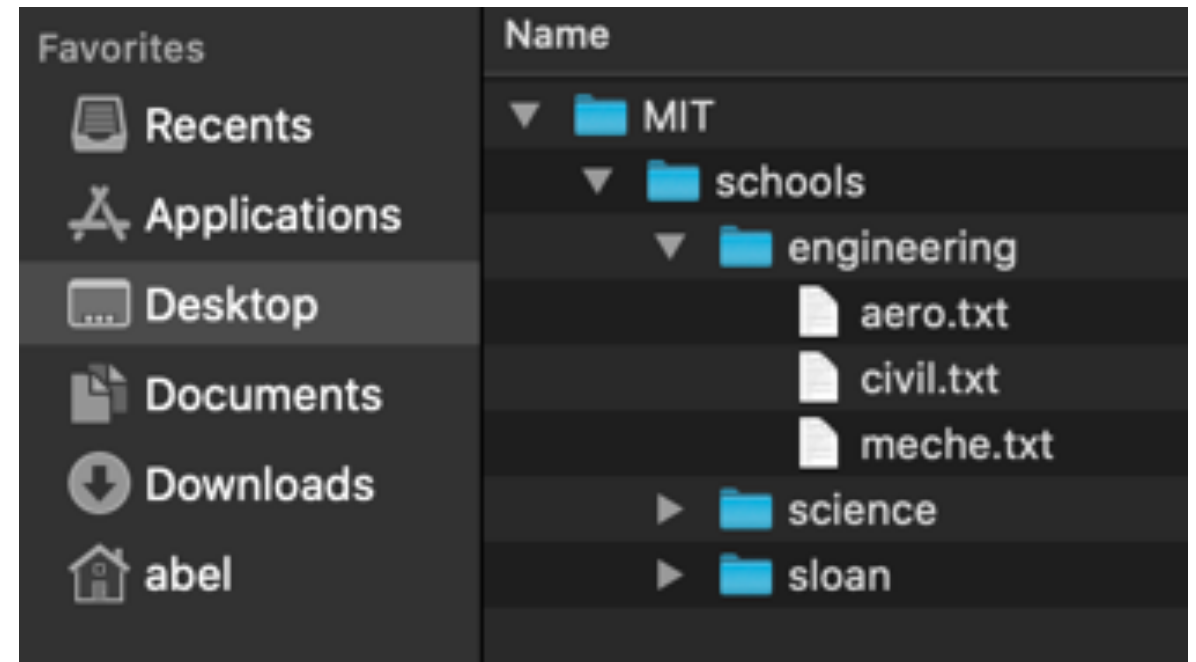 Favorites
Recents
Applications
Desktop
Documents
Downloads
abel
Name
MIT
schools
engineering
aero.txt
civil.txt
meche.txt
science
sloan